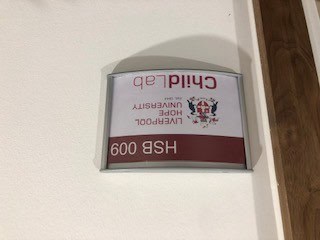 HSB 009
LIVERPOOL
HOPE
UNIVERSITY
ChildLab